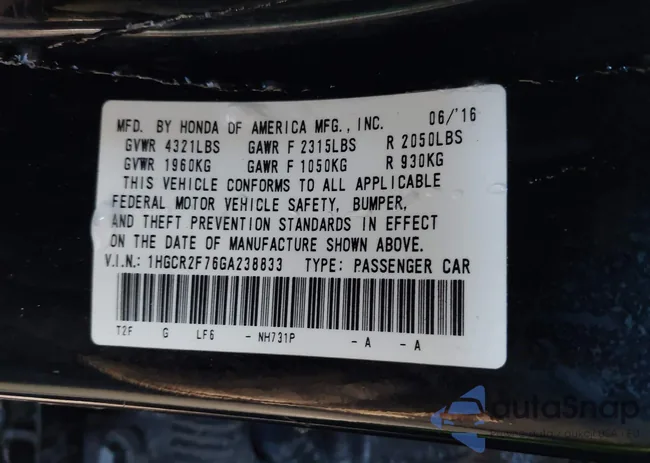 MFD. BY HONDA OF AMERICA MFG., INC. 06/'16
GVWR 4321LBS GAWR F 2315LBS R 2050LBS
GVWR 1960KG GAWR F 1050KG R 930KG
THIS VEHICLE CONFORMS TO ALL APPLICABLE
FEDERAL MOTOR VEHICLE SAFETY, BUMPER,
AND THEFT PREVENTION STANDARDS IN EFFECT
ON THE DATE OF MANUFACTURE SHOWN ABOVE.
V.I.N.: 1HGCR2F76GA238833 TYPE: PASSENGER CAR
T2F G LF6 - NH731P - A - A
autoSnap